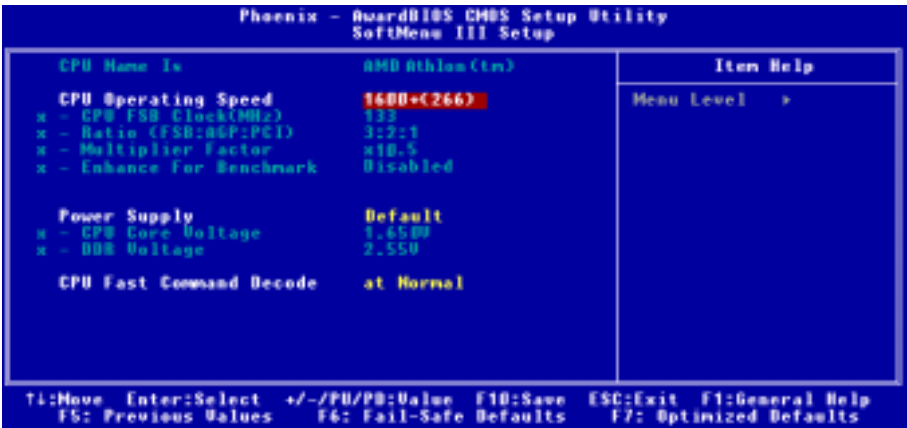 Phoenix - AwardBIOS CMOS Setup Utility
SoftMenu III Setup
CPU Name Is AMD Athlon(tm)
Item Help
CPU Operating Speed 1600+(266)
Menu Level ▸
x - CPU FSB Clock(MHz) 133
x - Ratio (FSB:AGP:PCI) 3:2:1
x - Multiplier Factor x10.5
x - Enhance For Benchmark Disabled
Power Supply Default
x - CPU Core Voltage 1.650V
x - DDR Voltage 2.55V
CPU Fast Command Decode at Normal
↑↓:Move Enter:Select +/-/PU/PD:Value F10:Save ESC:Exit F1:General Help
F5: Previous Values F6: Fail-Safe Defaults F7: Optimized Defaults